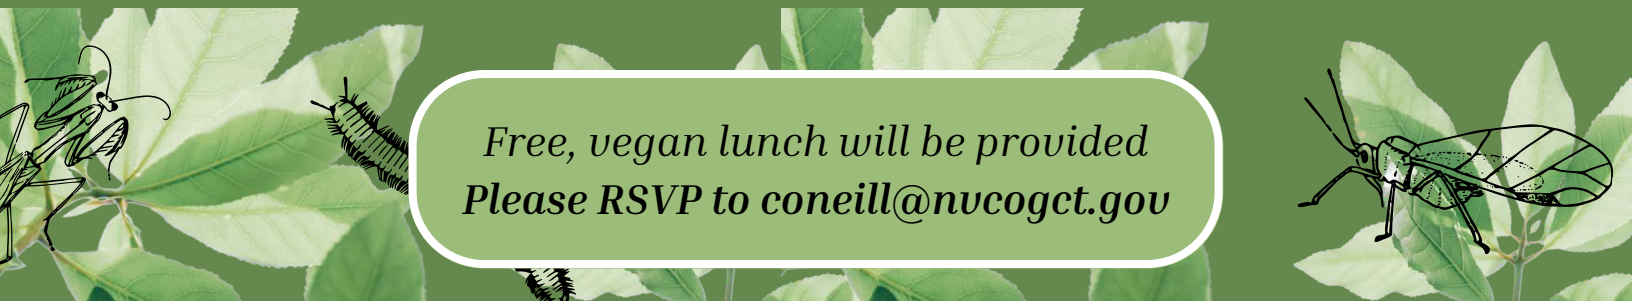 Free, vegan lunch will be provided
Please RSVP to coneill@nvcogct.gov